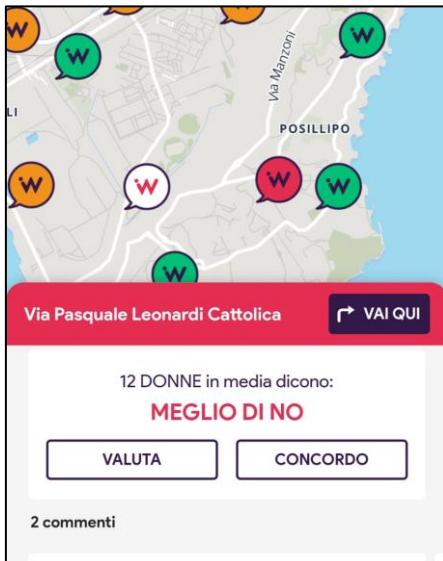 Via Manzoni
LI
POSILLIPO
Via Pasquale Leonardi Cattolica
VAI QUI
12 DONNE in media dicono:
MEGLIO DI NO
VALUTA
CONCORDO
2 commenti